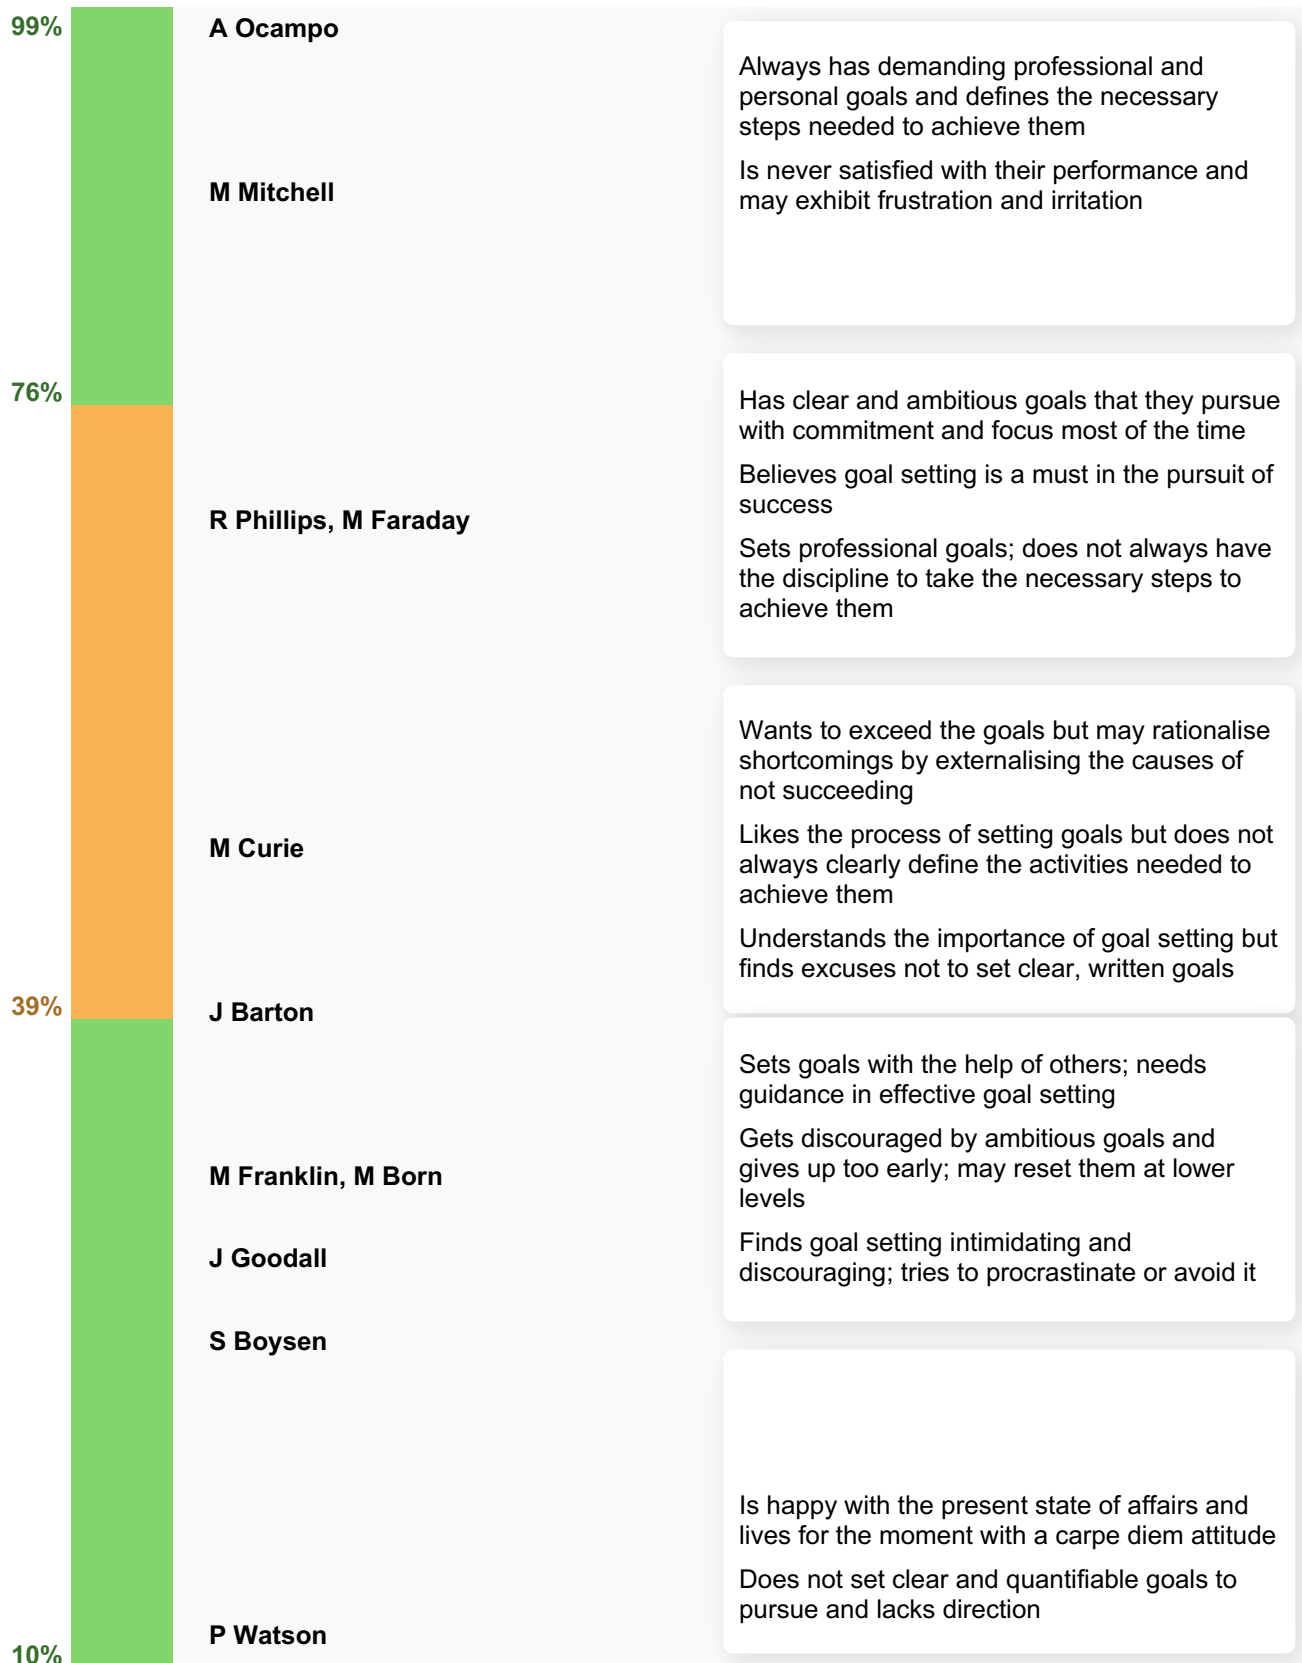 99%
A Ocampo
Always has demanding professional and
personal goals and defines the necessary
steps needed to achieve them
Is never satisfied with their performance and
may exhibit frustration and irritation
M Mitchell
76%
Has clear and ambitious goals that they pursue
with commitment and focus most of the time
Believes goal setting is a must in the pursuit of
success
Sets professional goals; does not always have
the discipline to take the necessary steps to
achieve them
R Phillips, M Faraday
Wants to exceed the goals but may rationalise
shortcomings by externalising the causes of
not succeeding
Likes the process of setting goals but does not
always clearly define the activities needed to
achieve them
Understands the importance of goal setting but
finds excuses not to set clear, written goals
M Curie
39%
J Barton
Sets goals with the help of others; needs
guidance in effective goal setting
Gets discouraged by ambitious goals and
gives up too early; may reset them at lower
levels
Finds goal setting intimidating and
discouraging; tries to procrastinate or avoid it
M Franklin, M Born
J Goodall
S Boysen
Is happy with the present state of affairs and
lives for the moment with a carpe diem attitude
Does not set clear and quantifiable goals to
pursue and lacks direction
P Watson
10%